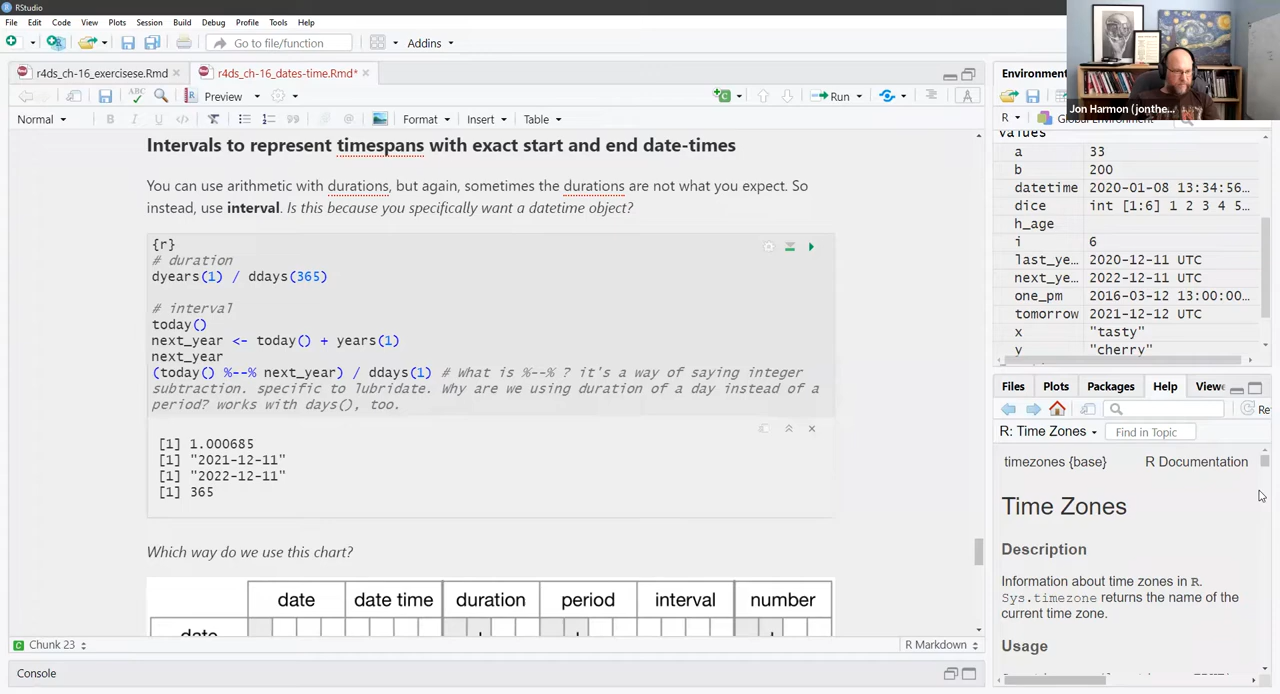 RStudio
File Edit Code View Plots Session Build Debug Profile Tools Help
Go to file/function Addins
r4ds_ch-16_exercisese.Rmd r4ds_ch-16_dates-time.Rmd*
ABC Preview Run
Normal B I U </> Format Insert Table
Intervals to represent timespans with exact start and end date-times
You can use arithmetic with durations, but again, sometimes the durations are not what you expect. So
instead, use interval. Is this because you specifically want a datetime object?
{r}
# duration
dyears(1) / ddays(365)
# interval
today()
next_year <- today() + years(1)
next_year
(today() %--% next_year) / ddays(1) # What is %--% ? it's a way of saying integer
subtraction. specific to lubridate. Why are we using duration of a day instead of a
period? works with days(), too.
[1] 1.000685
[1] "2021-12-11"
[1] "2022-12-11"
[1] 365
Which way do we use this chart?
date date time duration period interval number
date
Chunk 23 R Markdown
Console
Environment
Jon Harmon (jonthe...
R Global Environment
values
a 33
b 200
datetime 2020-01-08 13:34:56...
dice int [1:6] 1 2 3 4 5...
h_age
i 6
last_ye... 2020-12-11 UTC
next_ye... 2022-12-11 UTC
one_pm 2016-03-12 13:00:00...
tomorrow 2021-12-12 UTC
x "tasty"
y "cherry"
Files Plots Packages Help View
Re
R: Time Zones Find in Topic
timezones {base} R Documentation
Time Zones
Description
Information about time zones in R.
Sys.timezone returns the name of the
current time zone.
Usage